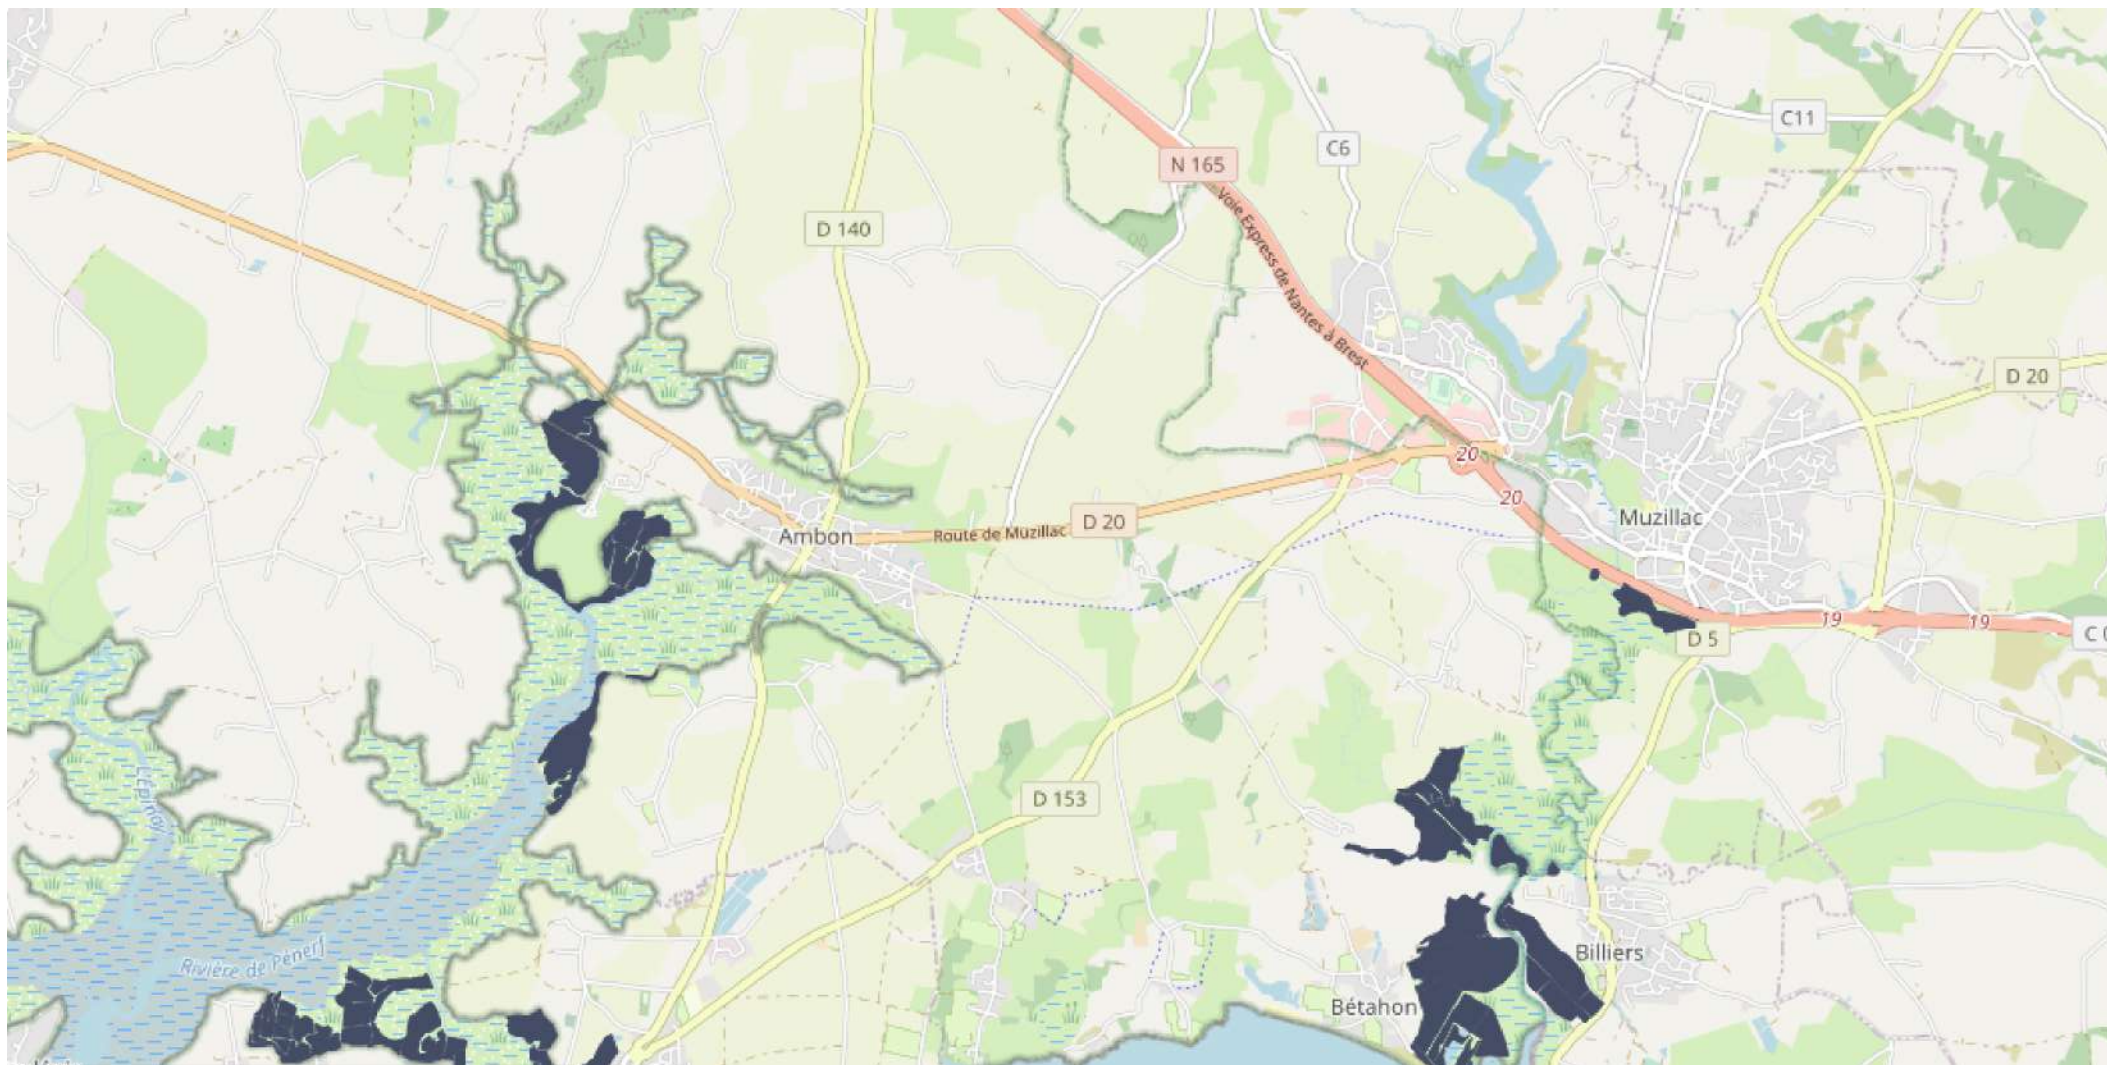 C11
C6
N 165
D 140
Voie Express de Nantes à Brest
D 20
20
20
Muzillac
D 20
Route de Muzillac
Ambon
19
19
D 5
L'Épinay
D 153
Rivière de Pénerf
Billiers
Bétahon